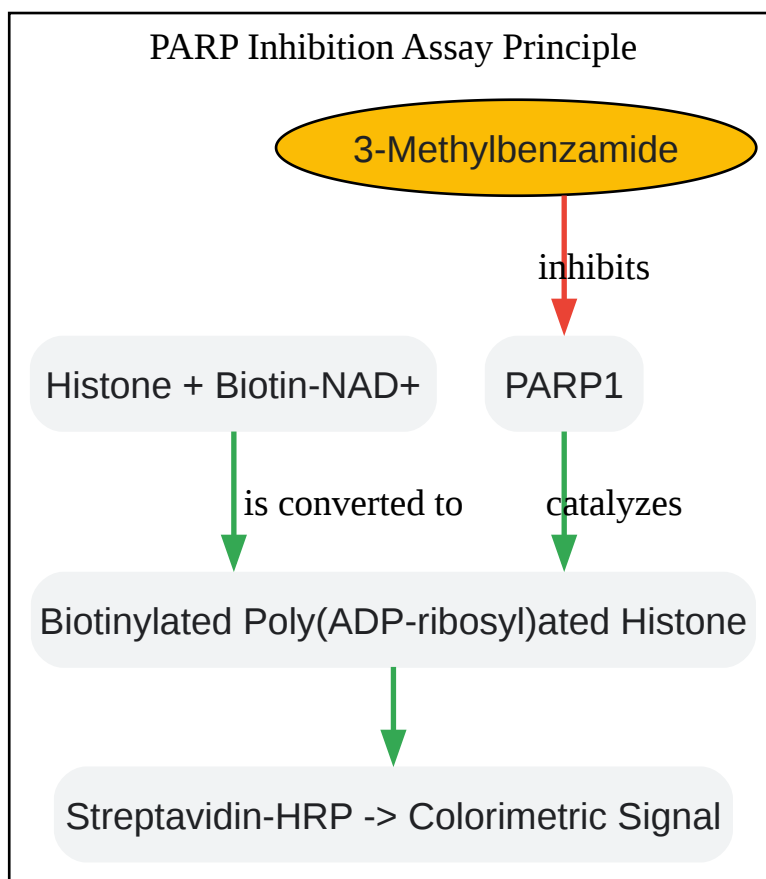 PARP Inhibition Assay Principle
3-Methylbenzamide
inhibits
Histone + Biotin-NAD+
PARP1
is converted to
catalyzes
Biotinylated Poly(ADP-ribosyl)ated Histone
Streptavidin-HRP -> Colorimetric Signal